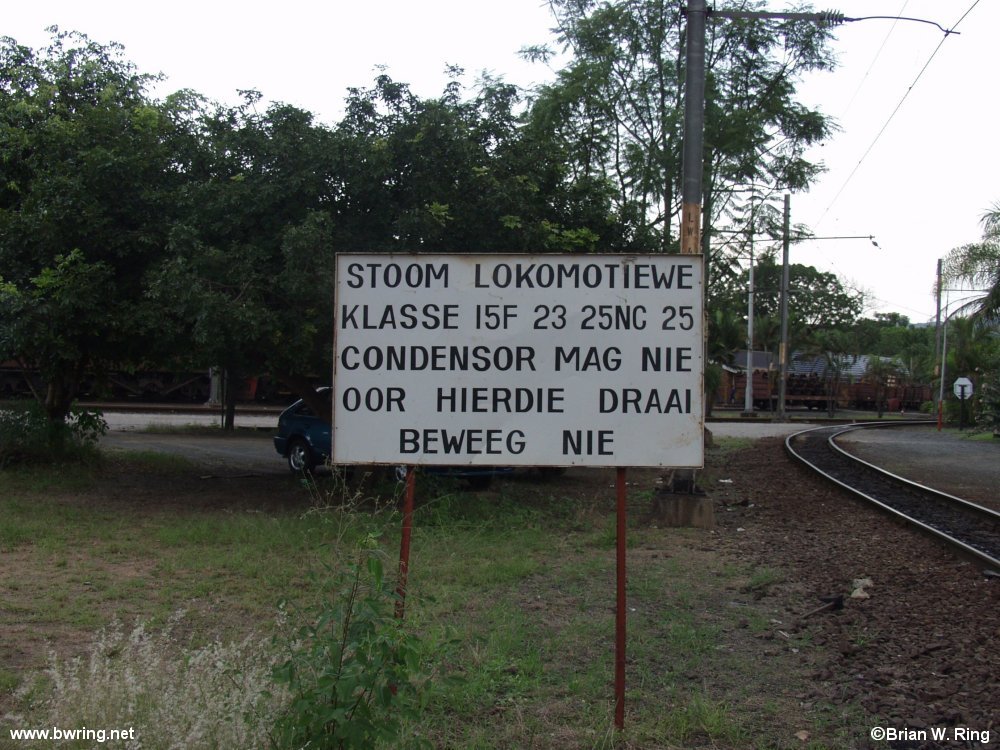 L.W.
STOOM LOKOMOTIEWE
KLASSE 15F 23 25NC 25
CONDENSOR MAG NIE
OOR HIERDIE DRAAI
BEWEEG NIE
www.bwring.net
©Brian W. Ring